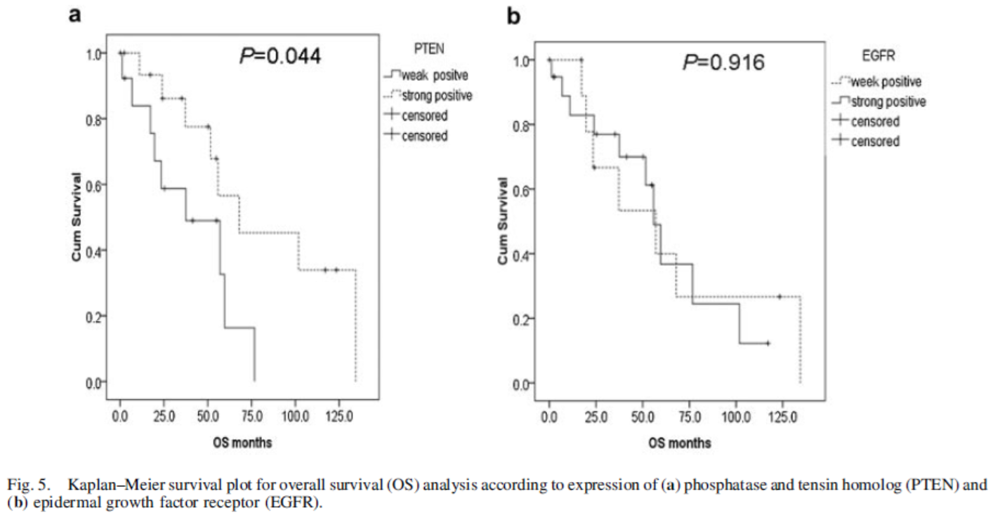 a
P=0.044
PTEN
weak positve
strong positive
censored
censored
1.0
0.8
0.6
0.4
0.2
0.0
Cum Survival
0.0 25.0 50.0 75.0 100.0 125.0
OS months
b
P=0.916
EGFR
week positive
strong positive
censored
censored
1.0
0.8
0.6
0.4
0.2
0.0
Cum Survival
0.0 25.0 50.0 75.0 100.0 125.0
OS months
Fig. 5. Kaplan–Meier survival plot for overall survival (OS) analysis according to expression of (a) phosphatase and tensin homolog (PTEN) and
(b) epidermal growth factor receptor (EGFR).